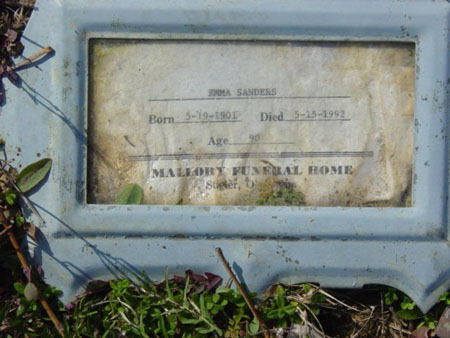 EMMA SANDERS
Born 5-19-1901 Died 5-15-1992
Age 90
MALLORY FUNERAL HOME